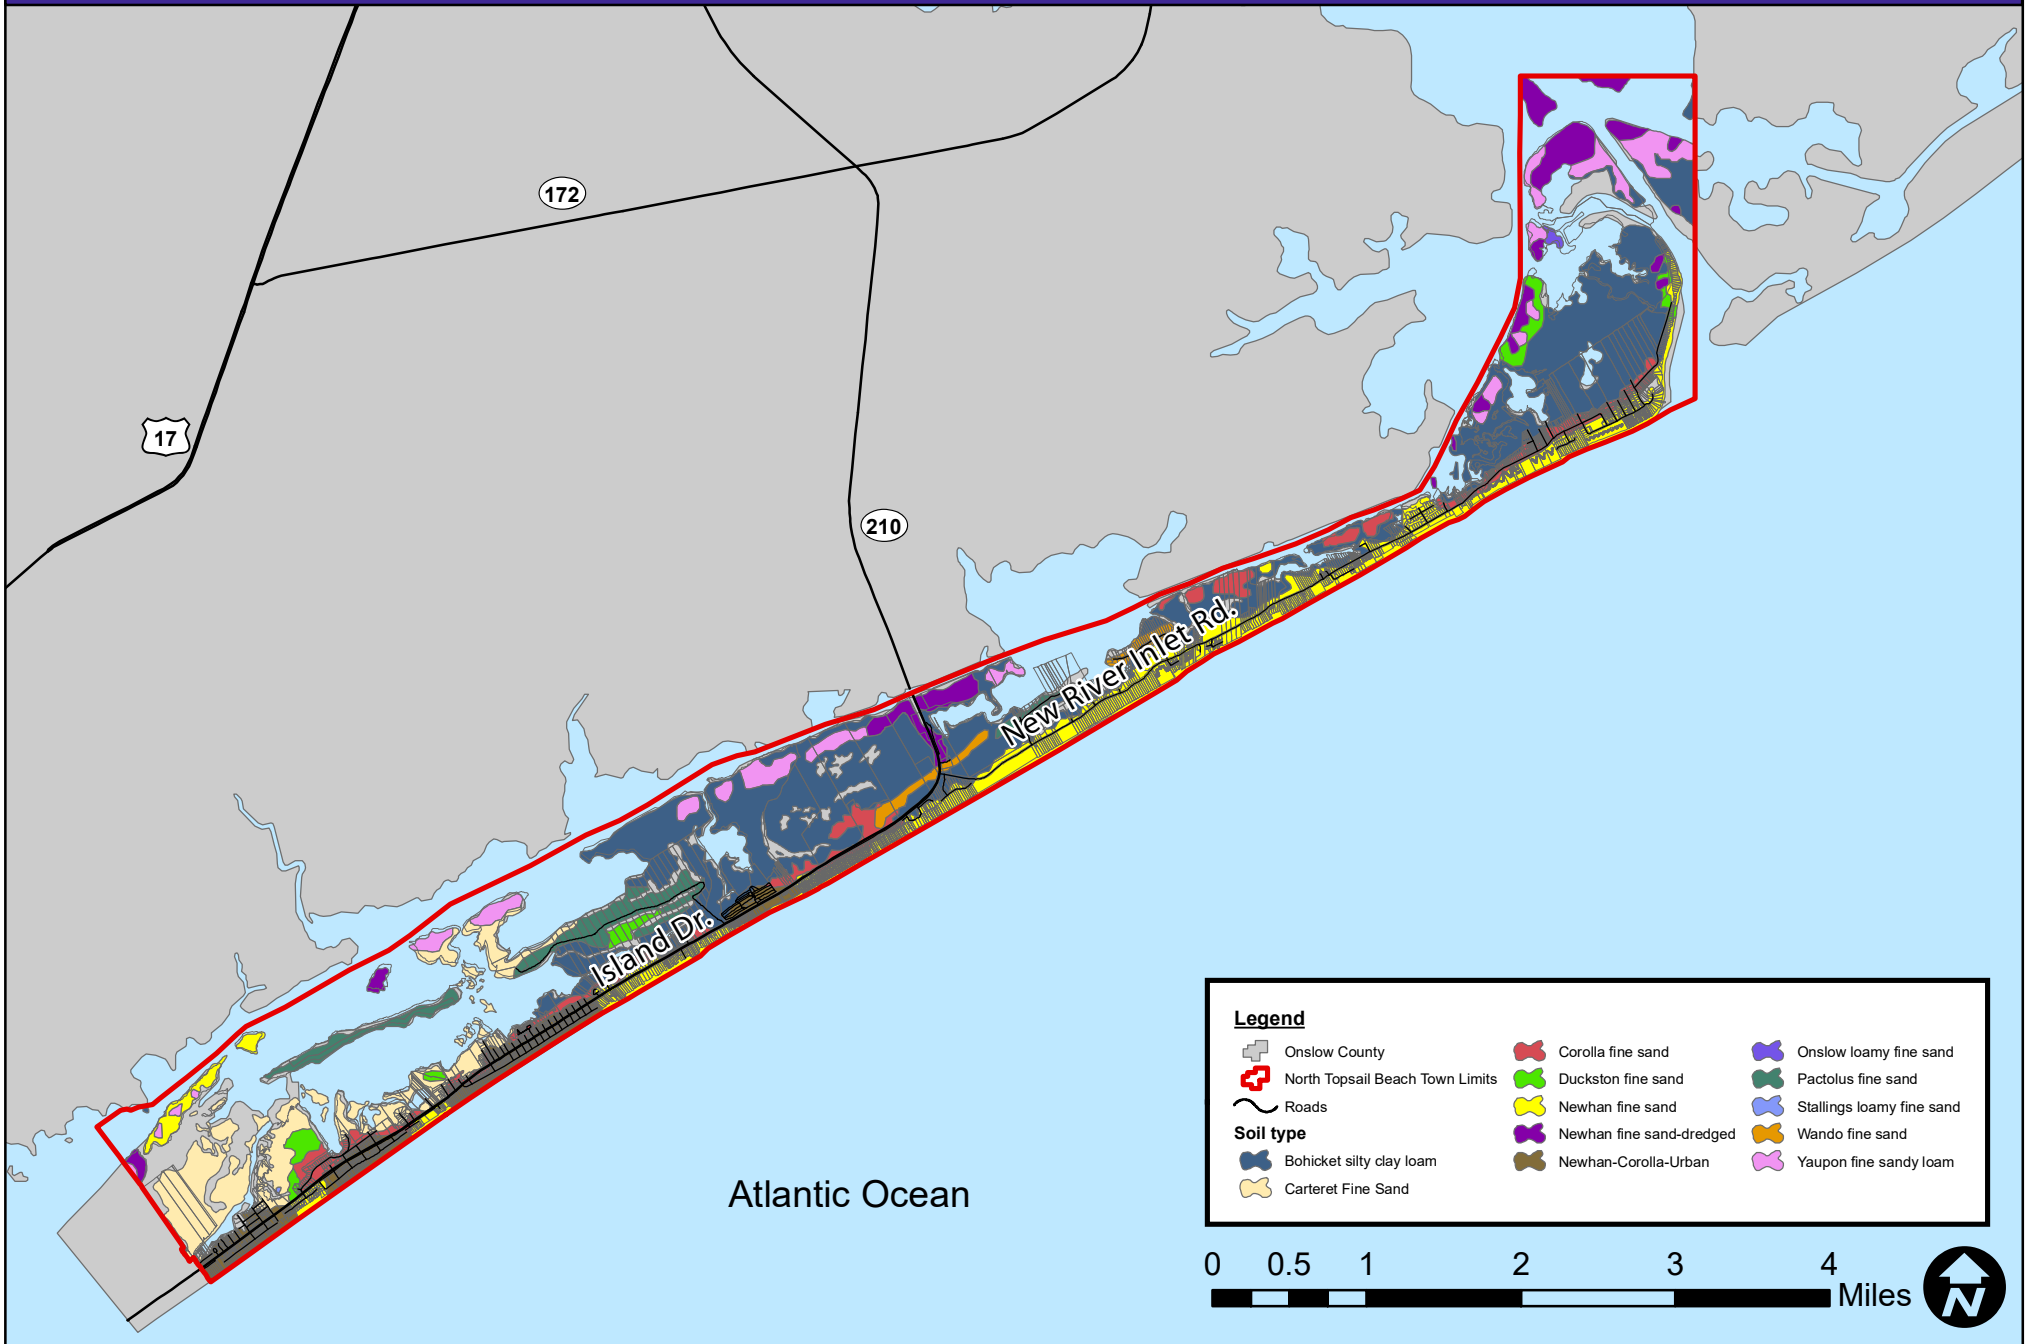 172
17
210
New River Inlet Rd.
Island Dr.
Atlantic Ocean
Legend
Onslow County
North Topsail Beach Town Limits
Roads
Soil type
Bohicket silty clay loam
Carteret Fine Sand
Corolla fine sand
Duckston fine sand
Newhan fine sand
Newhan fine sand-dredged
Newhan-Corolla-Urban
Onslow loamy fine sand
Pactolus fine sand
Stallings loamy fine sand
Wando fine sand
Yaupon fine sandy loam
0 0.5 1 2 3 4
Miles
N